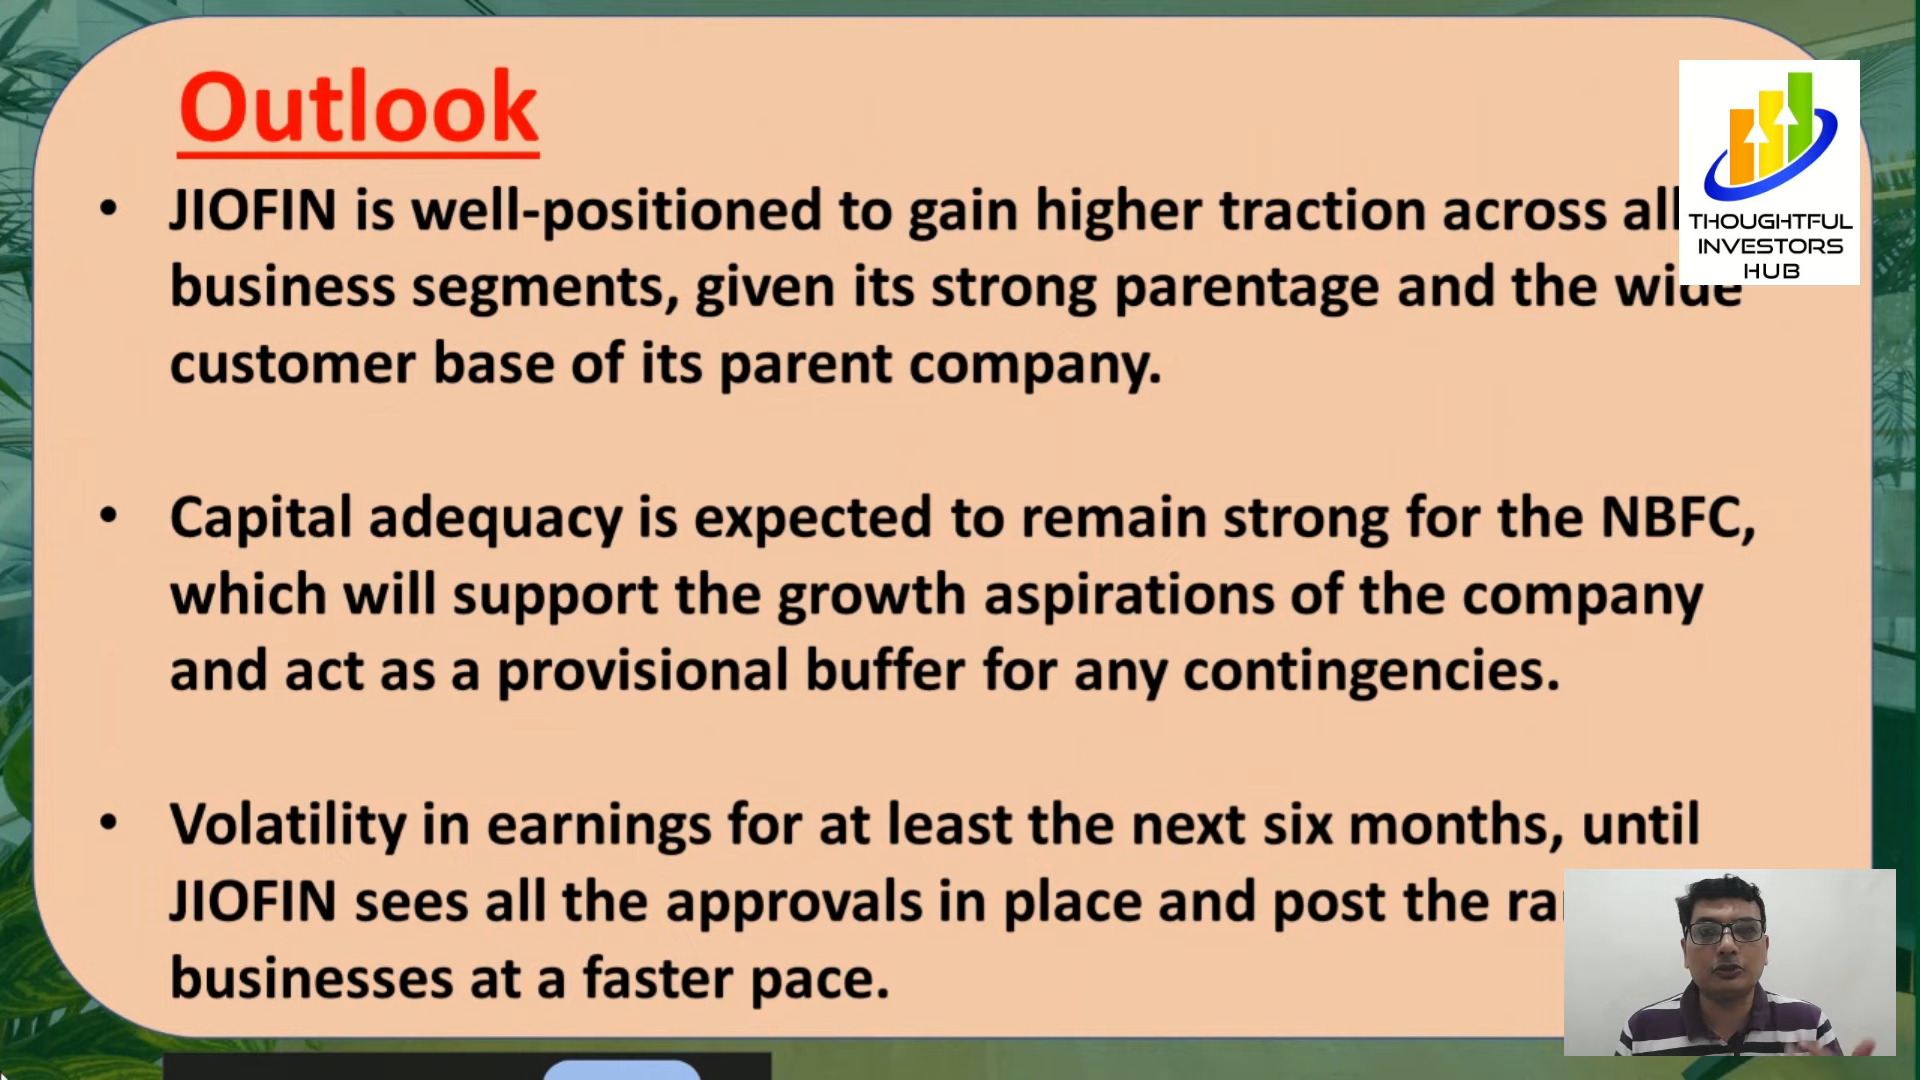 Outlook
• JIOFIN is well-positioned to gain higher traction across all
business segments, given its strong parentage and the wide
customer base of its parent company.
• Capital adequacy is expected to remain strong for the NBFC,
which will support the growth aspirations of the company
and act as a provisional buffer for any contingencies.
• Volatility in earnings for at least the next six months, until
JIOFIN sees all the approvals in place and post the
businesses at a faster pace.
THOUGHTFUL
INVESTORS
HUB